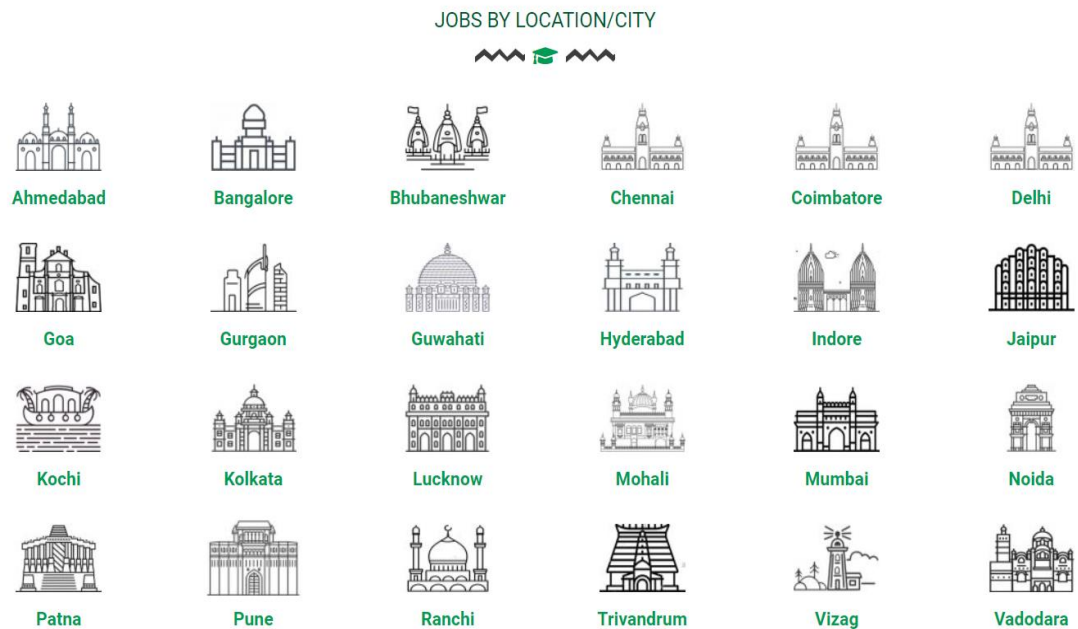 JOBS BY LOCATION/CITY
Ahmedabad Bangalore Bhubaneshwar Chennai Coimbatore Delhi
Goa Gurgaon Guwahati Hyderabad Indore Jaipur
Kochi Kolkata Lucknow Mohali Mumbai Noida
Patna Pune Ranchi Trivandrum Vizag Vadodara